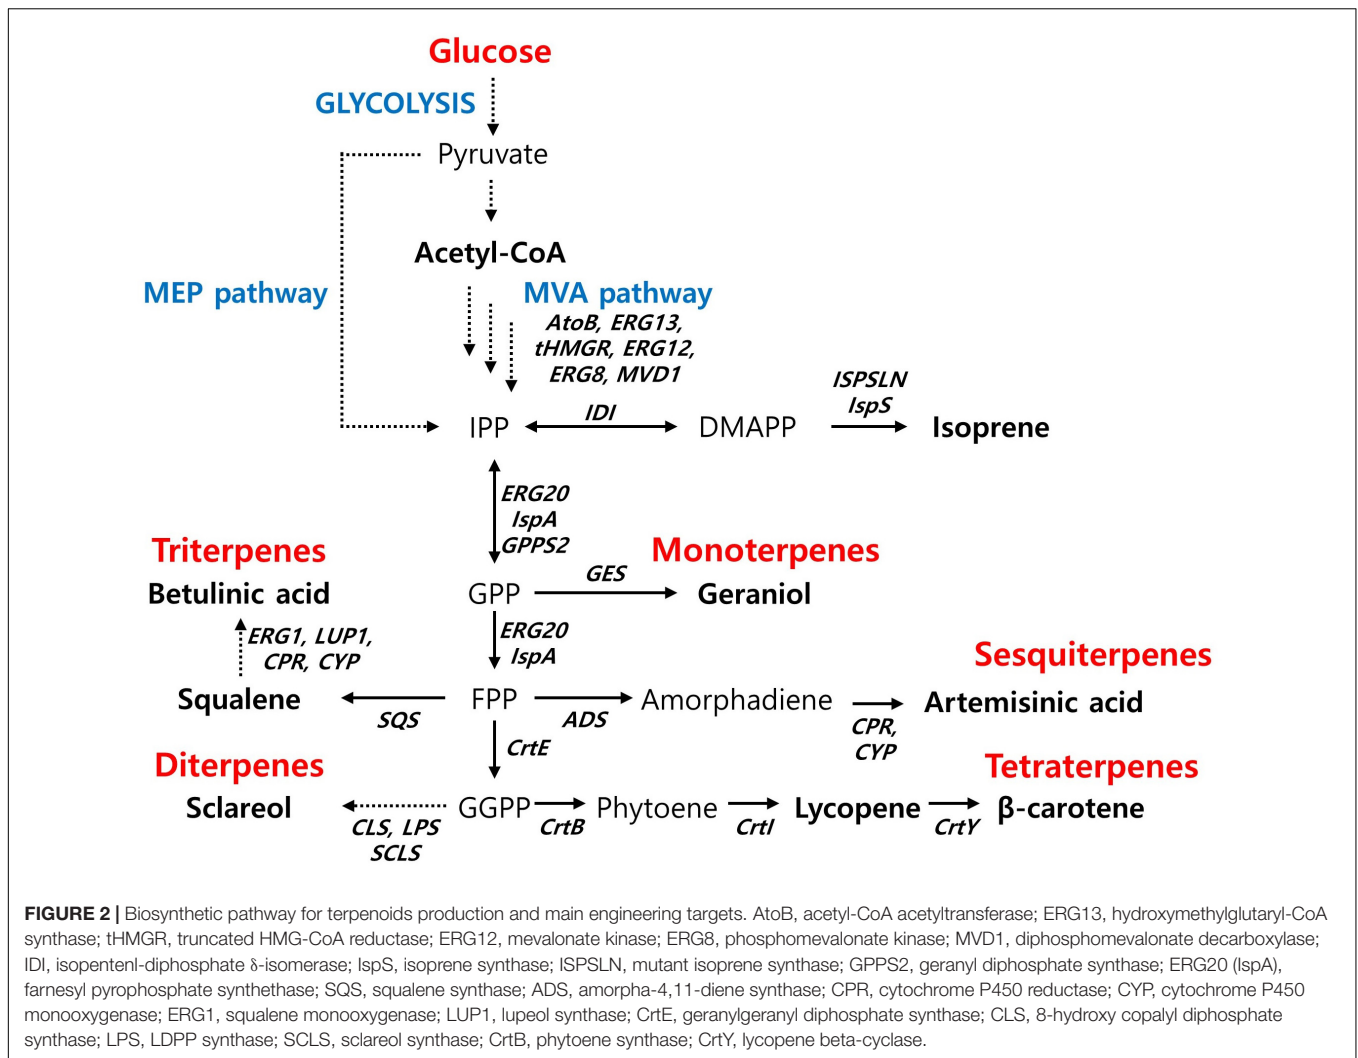 Glucose
GLYCOLYSIS
Pyruvate
Acetyl-CoA
MEP pathway
MVA pathway
AtoB, ERG13,
tHMGR, ERG12,
ERG8, MVD1
IPP
IDI
DMAPP
ISPSLN
IspS
Isoprene
ERG20
IspA
GPPS2
Triterpenes
Betulinic acid
Monoterpenes
GPP
GES
Geraniol
ERG1, LUP1,
CPR, CYP
ERG20
IspA
Sesquiterpenes
Squalene
SQS
FPP
ADS
Amorphadiene
CPR,
CYP
Artemisinic acid
CrtE
Diterpenes
Tetraterpenes
Sclareol
CLS, LPS
SCLS
GGPP
CrtB
Phytoene
CrtI
Lycopene
CrtY
β-carotene
FIGURE 2 | Biosynthetic pathway for terpenoids production and main engineering targets. AtoB, acetyl-CoA acetyltransferase; ERG13, hydroxymethylglutaryl-CoA
synthase; tHMGR, truncated HMG-CoA reductase; ERG12, mevalonate kinase; ERG8, phosphomevalonate kinase; MVD1, diphosphomevalonate decarboxylase;
IDI, isopentenl-diphosphate δ-isomerase; IspS, isoprene synthase; ISPSLN, mutant isoprene synthase; GPPS2, geranyl diphosphate synthase; ERG20 (IspA),
farnesyl pyrophosphate synthethase; SQS, squalene synthase; ADS, amorpha-4,11-diene synthase; CPR, cytochrome P450 reductase; CYP, cytochrome P450
monooxygenase; ERG1, squalene monooxygenase; LUP1, lupeol synthase; CrtE, geranylgeranyl diphosphate synthase; CLS, 8-hydroxy copalyl diphosphate
synthase; LPS, LDPP synthase; SCLS, sclareol synthase; CrtB, phytoene synthase; CrtY, lycopene beta-cyclase.